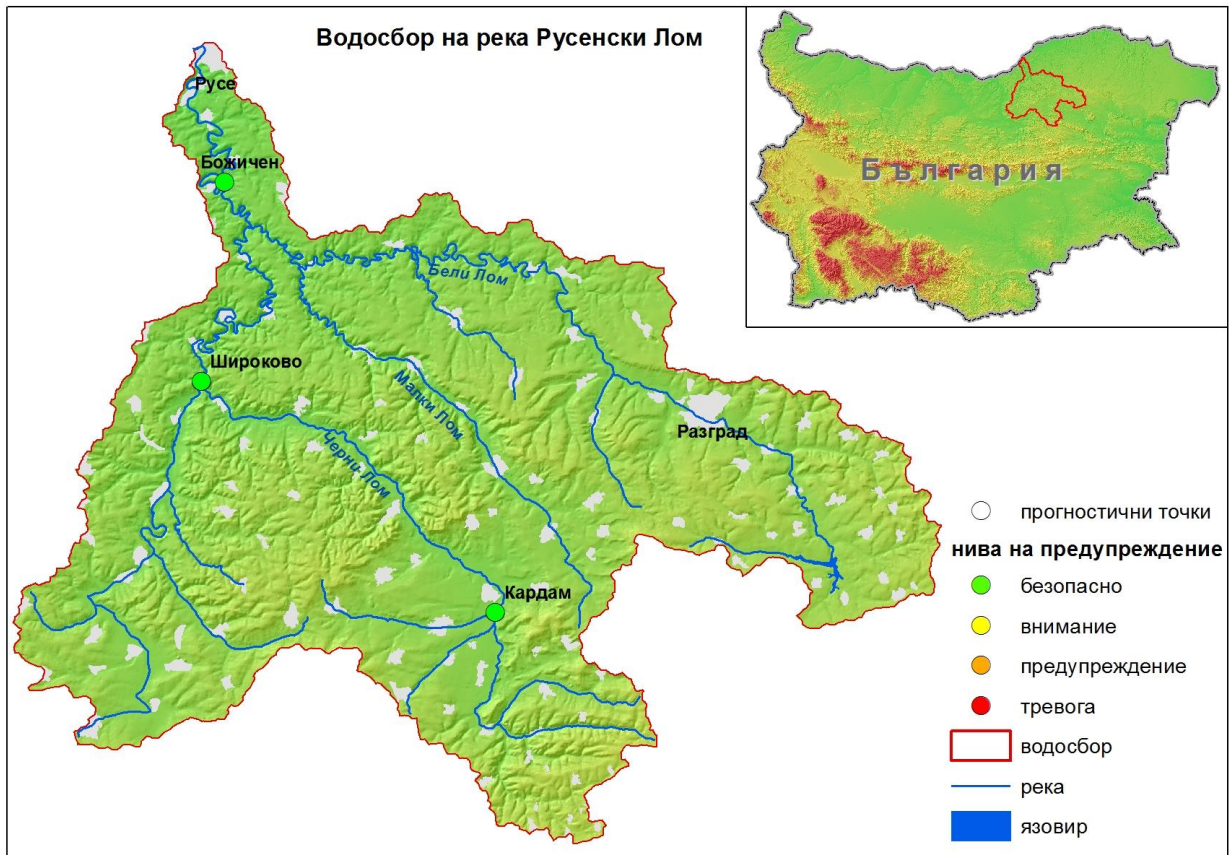 Водосбор на река Русенски Лом
България
Русе
Божичен
Бели Лом
Широково
Малки Лом
Разград
Черни Лом
Кардам
прогностични точки
нива на предупреждение
безопасно
внимание
предупреждение
тревога
водосбор
река
язовир